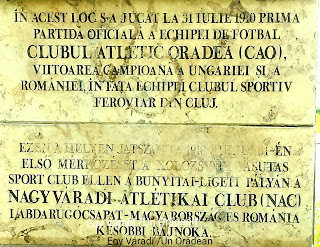 ÎN ACEST LOC S-A JUCAT LA 31 IULIE 1910 PRIMA
PARTIDĂ OFICIALĂ A ECHIPEI DE FOTBAL
CLUBUL ATLETIC ORADEA (CAO),
VIITOAREA CAMPIOANĂ A UNGARIEI ȘI A
ROMÂNIEI, ÎN FAȚA ECHIPEI CLUBUL SPORTIV
FEROVIAR DIN CLUJ.
EZEN A HELYEN JÁTSZOTTA
ELSŐ MÉRKŐZÉSÉT A KOLOZSVÁRI VASUTAS
SPORT CLUB ELLEN A BUNYITAI-LIGETI PÁLYÁN A
NAGYVÁRADI-ATLÉTIKAI CLUB (NAC)
LABDARÚGÓCSAPAT-MAGYARORSZÁG ÉS ROMÁNIA
KÉSŐBBI BAJNOKA.
Egy Váradi / Un Orădean